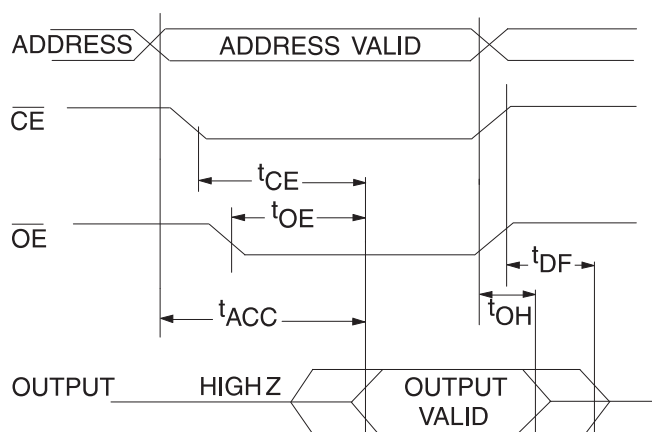 ADDRESS
ADDRESS VALID
CE
tCE
tOE
OE
tDF
tACC
tOH
OUTPUT
HIGH Z
OUTPUT
VALID